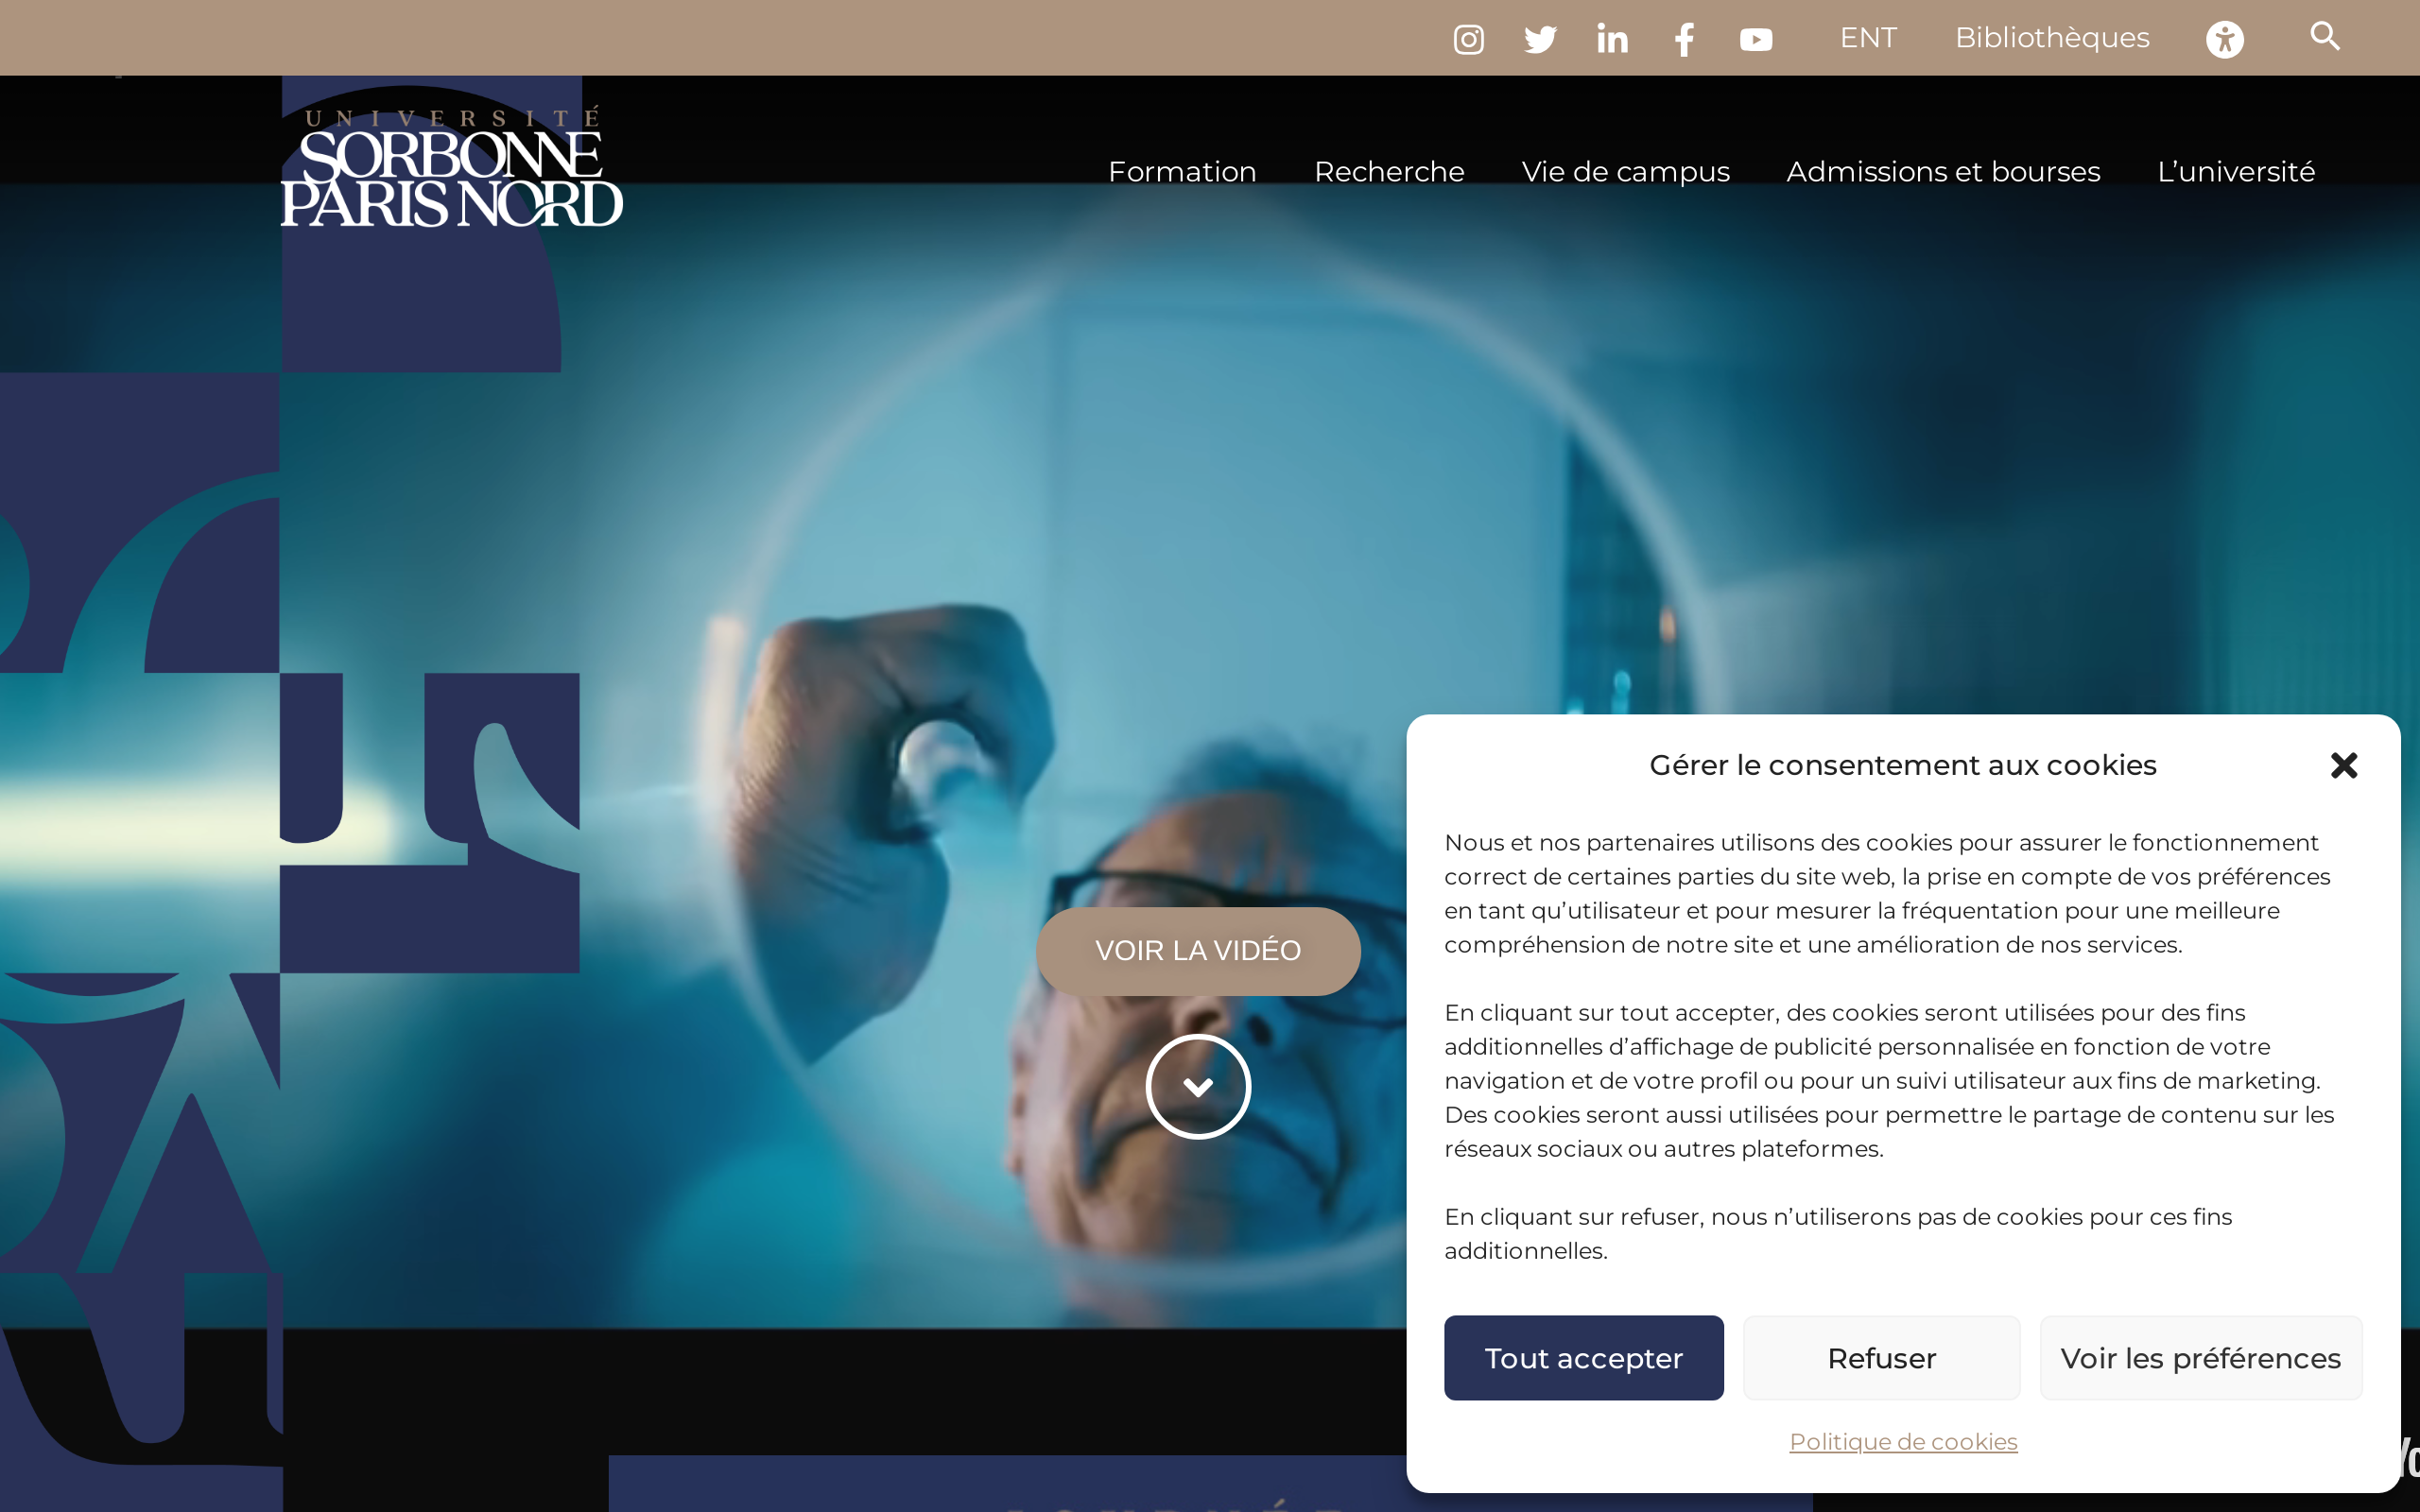 ENT Bibliothèques
UNIVERSITÉ
SORBONNE
PARIS NORD
Formation Recherche Vie de campus Admissions et bourses L’université
VOIR LA VIDÉO
Gérer le consentement aux cookies
Nous et nos partenaires utilisons des cookies pour assurer le fonctionnement
correct de certaines parties du site web, la prise en compte de vos préférences
en tant qu’utilisateur et pour mesurer la fréquentation pour une meilleure
compréhension de notre site et une amélioration de nos services.
En cliquant sur tout accepter, des cookies seront utilisées pour des fins
additionnelles d’affichage de publicité personnalisée en fonction de votre
navigation et de votre profil ou pour un suivi utilisateur aux fins de marketing.
Des cookies seront aussi utilisées pour permettre le partage de contenu sur les
réseaux sociaux ou autres plateformes.
En cliquant sur refuser, nous n’utiliserons pas de cookies pour ces fins
additionnelles.
Tout accepter Refuser Voir les préférences
Politique de cookies